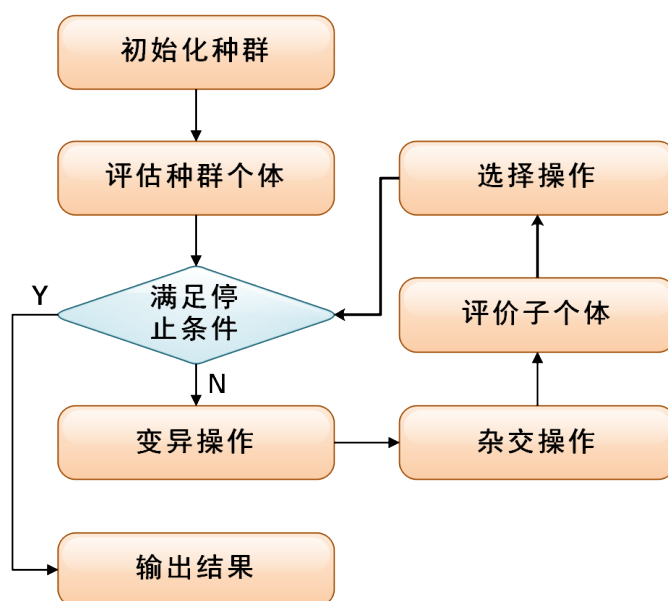 初始化种群
评估种群个体
选择操作
满足停
止条件
Y
评价子个体
N
变异操作
杂交操作
输出结果